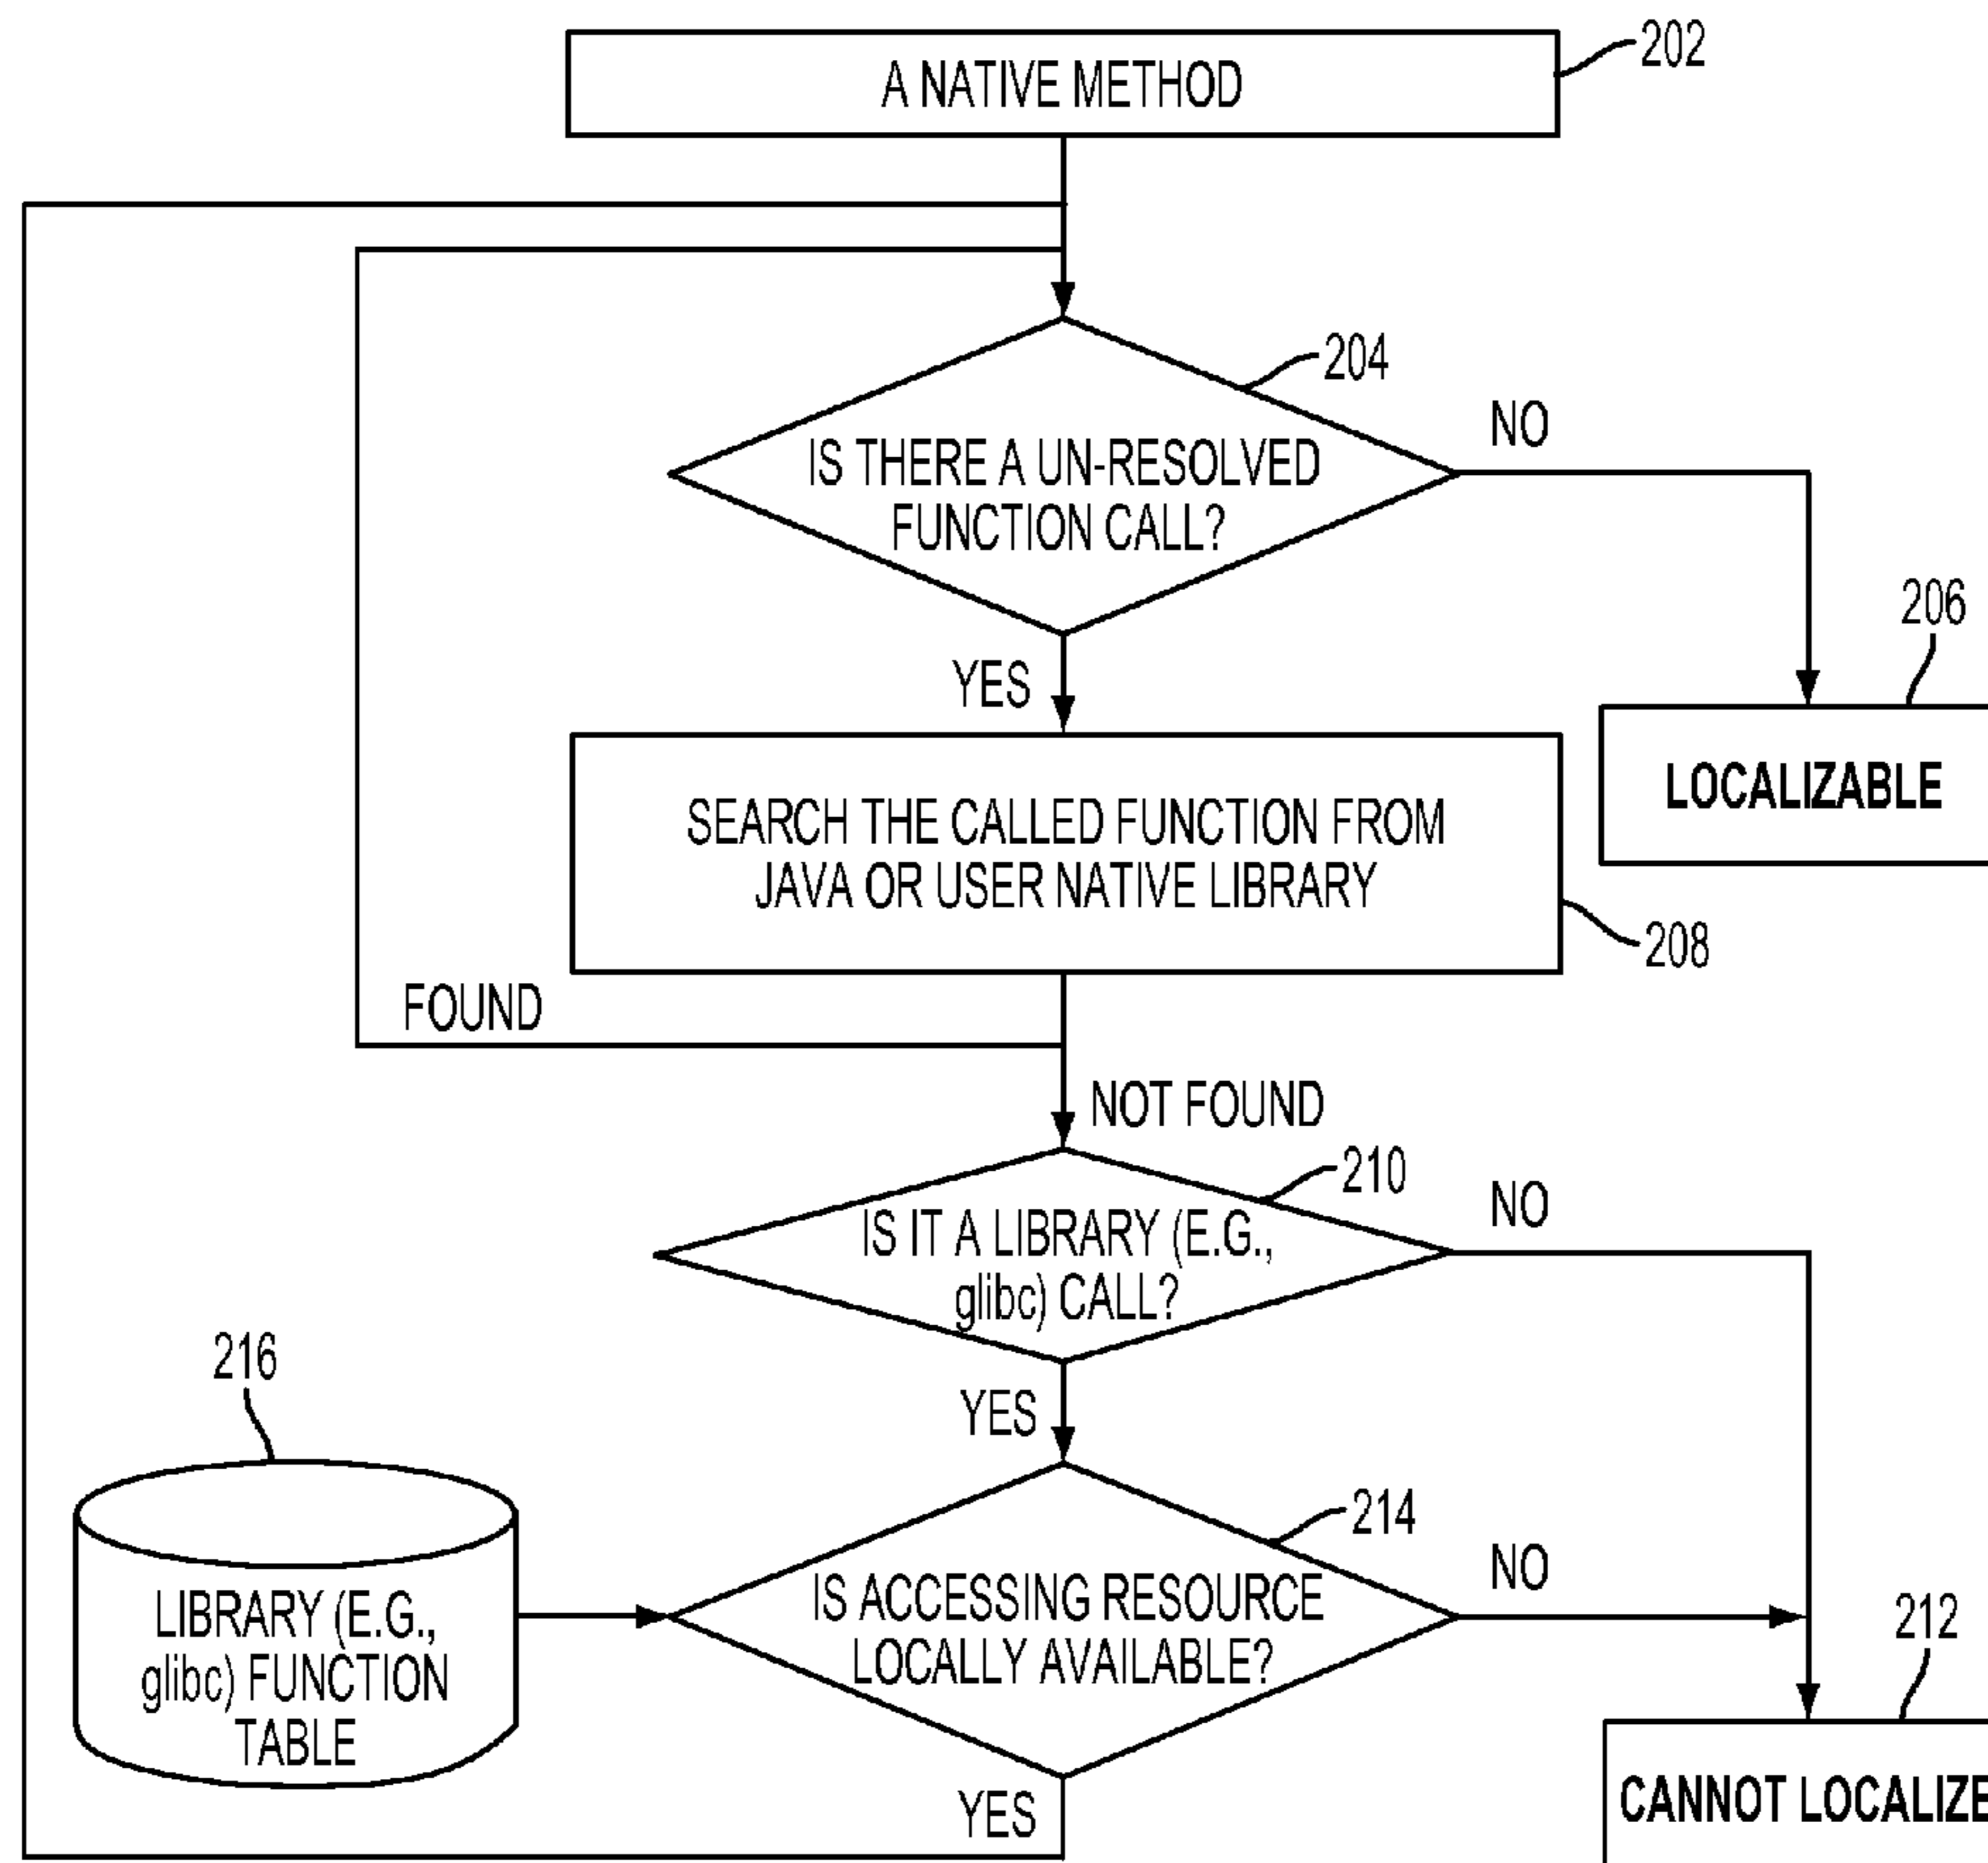 A NATIVE METHOD
202
204
IS THERE A UN-RESOLVED
FUNCTION CALL?
NO
YES
206
LOCALIZABLE
SEARCH THE CALLED FUNCTION FROM
JAVA OR USER NATIVE LIBRARY
208
FOUND
NOT FOUND
210
IS IT A LIBRARY (E.G.,
glibc) CALL?
NO
YES
216
LIBRARY (E.G.,
glibc) FUNCTION
TABLE
214
IS ACCESSING RESOURCE
LOCALLY AVAILABLE?
NO
YES
212
CANNOT LOCALIZE